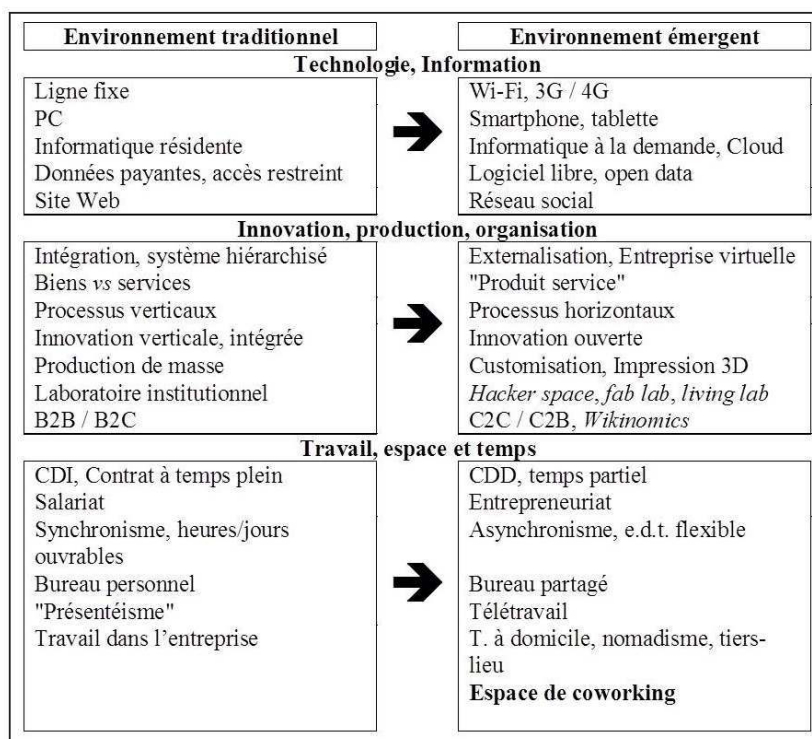 Environnement traditionnel
Environnement émergent
Technologie, Information
Ligne fixe
PC
Informatique résidente
Données payantes, accès restreint
Site Web
Wi-Fi, 3G / 4G
Smartphone, tablette
Informatique à la demande, Cloud
Logiciel libre, open data
Réseau social
Innovation, production, organisation
Intégration, système hiérarchisé
Biens vs services
Processus verticaux
Innovation verticale, intégrée
Production de masse
Laboratoire institutionnel
B2B / B2C
Externalisation, Entreprise virtuelle
"Produit service"
Processus horizontaux
Innovation ouverte
Customisation, Impression 3D
Hacker space, fab lab, living lab
C2C / C2B, Wikinomics
Travail, espace et temps
CDI, Contrat à temps plein
Salariat
Synchronisme, heures/jours
ouvrables
Bureau personnel
"Présentéisme"
Travail dans l’entreprise
CDD, temps partiel
Entrepreneuriat
Asynchronisme, e.d.t. flexible
Bureau partagé
Télétravail
T. à domicile, nomadisme, tiers-
lieu
Espace de coworking